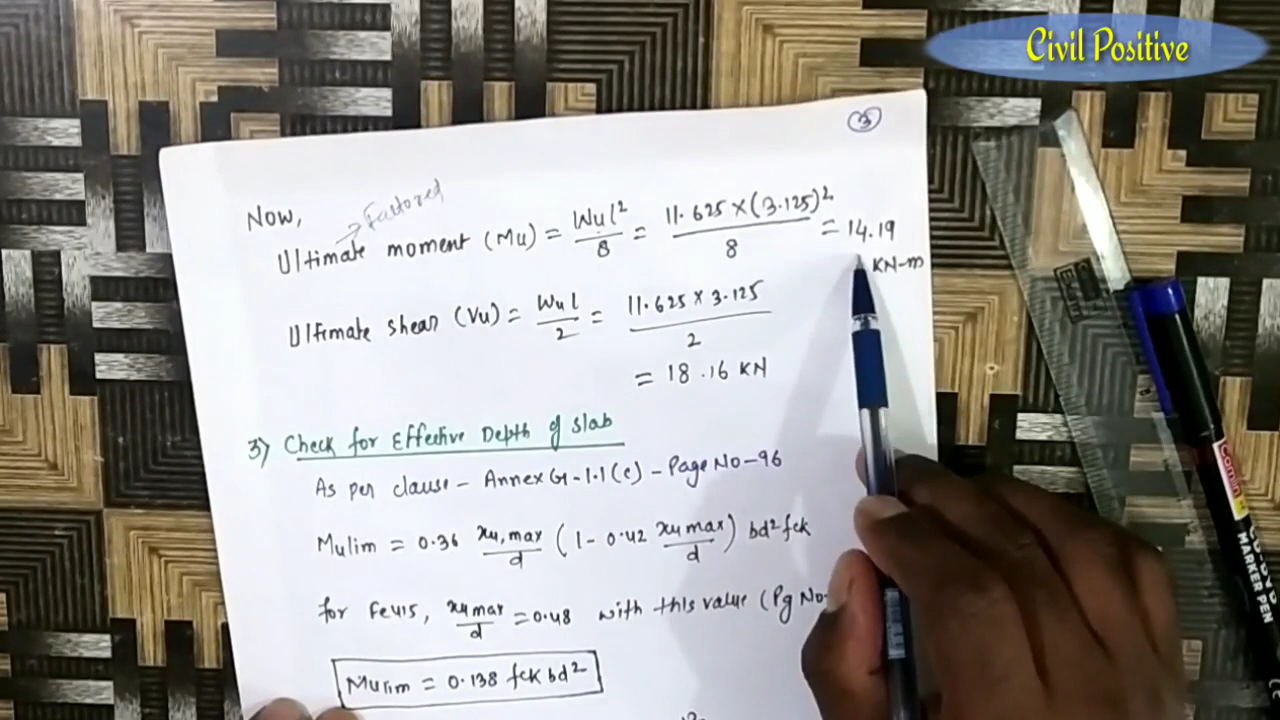 Civil Positive
3
Now,
Factored
Ultimate moment (Mu) = Wul²/8 = 11.625 × (3.125)²/8 = 14.19 KN-m
Ultimate shear (Vu) = Wul/2 = 11.625 × 3.125/2
= 18.16 KN
3) Check for Effective Depth of slab
As per clause - Annex G-1.1(c) - Page No-96
Mulim = 0.36 xu,max/d (1 - 0.42 xu max/d) bd² fck
for Fe415, xu max/d = 0.48 with this value (Pg No-
Mulim = 0.138 fck bd²
MARKER PEN